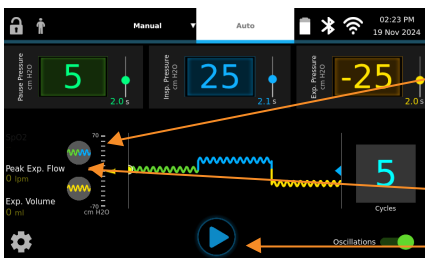 Manual ▼ Auto
02:23 PM
19 Nov 2024
Pause Pressure
cm H2O
5
2.0 s
Insp. Pressure
cm H2O
25
2.1 s
Exp. Pressure
cm H2O
-25
2.0 s
SpO2
70
Peak Exp. Flow
0 lpm
Exp. Volume
0 ml
-70
cm H2O
5
Cycles
Oscillations